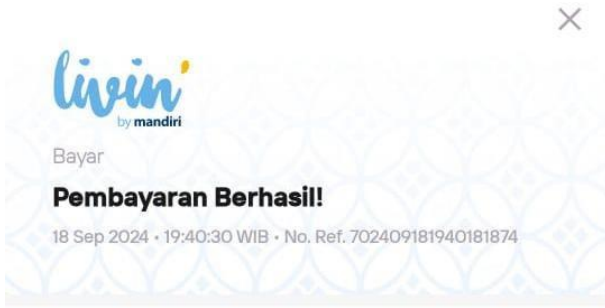 livin'
by mandiri
Bayar
Pembayaran Berhasil!
18 Sep 2024 • 19:40:30 WIB • No. Ref. 702409181940181874